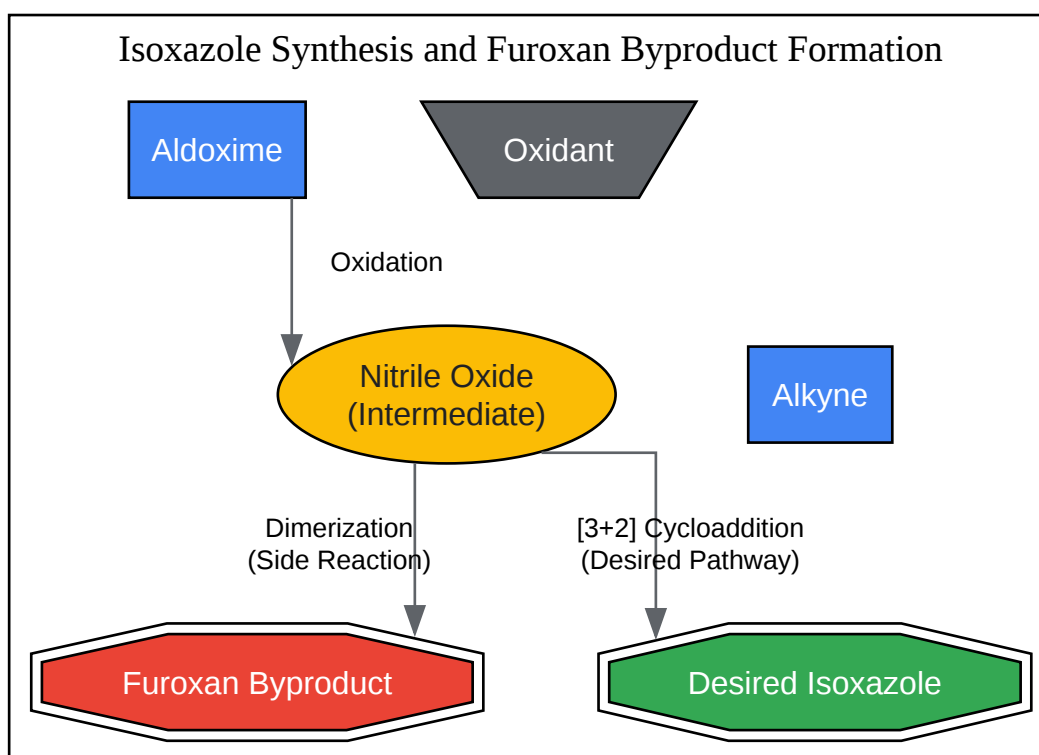 Isoxazole Synthesis and Furoxan Byproduct Formation
Aldoxime
Oxidant
Oxidation
Nitrile Oxide
(Intermediate)
Alkyne
Dimerization
(Side Reaction)
[3+2] Cycloaddition
(Desired Pathway)
Furoxan Byproduct
Desired Isoxazole